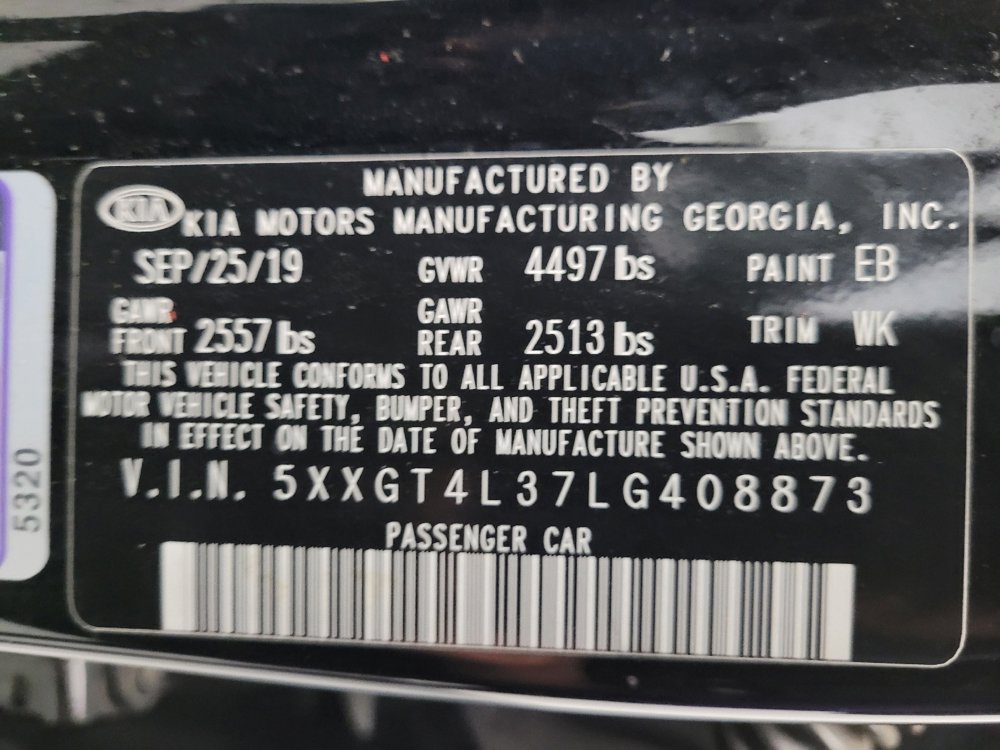 MANUFACTURED BY
KIA KIA MOTORS MANUFACTURING GEORGIA, INC.
SEP/25/19 GVWR 4497 lbs PAINT EB
GAWR FRONT 2557 lbs GAWR REAR 2513 lbs TRIM WK
THIS VEHICLE CONFORMS TO ALL APPLICABLE U.S.A. FEDERAL
MOTOR VEHICLE SAFETY, BUMPER, AND THEFT PREVENTION STANDARDS
IN EFFECT ON THE DATE OF MANUFACTURE SHOWN ABOVE.
V.I.N. 5XXGT4L37LG408873
PASSENGER CAR
5320